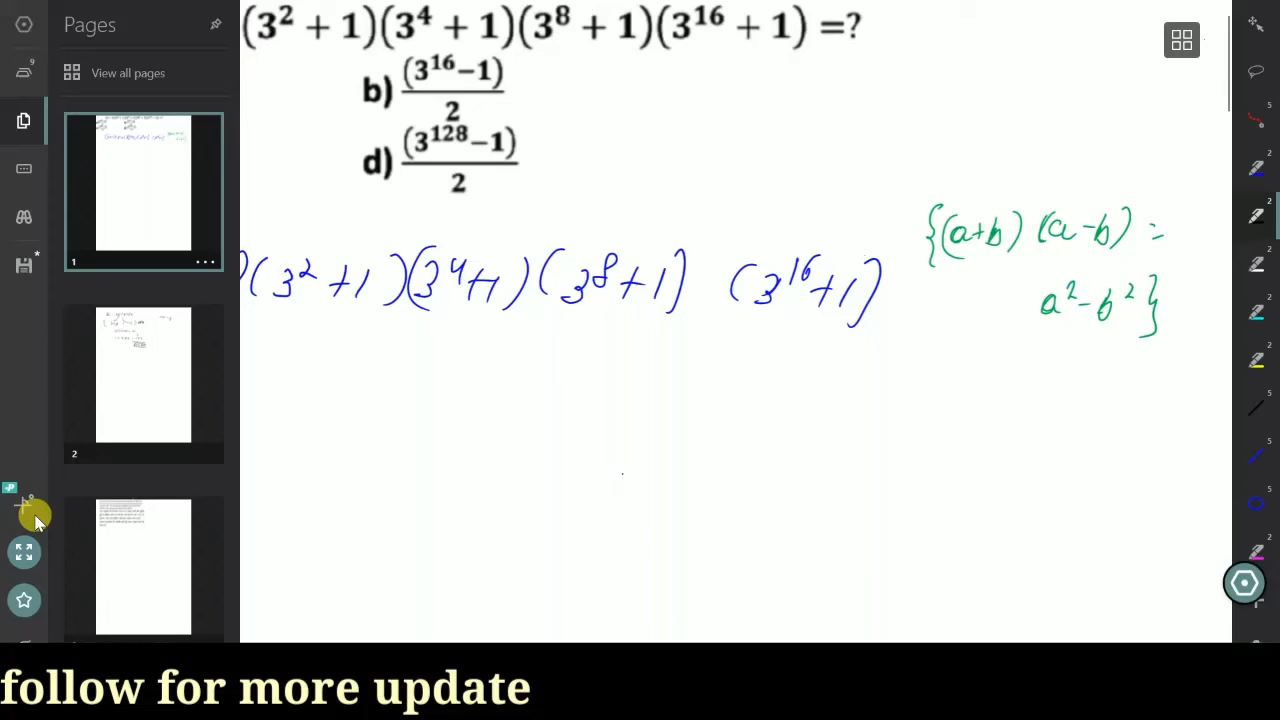 Pages
View all pages
(3² + 1)(3⁴ + 1)(3⁸ + 1)(3¹⁶ + 1) =?
b) (3¹⁶−1)/2
d) (3¹²⁸−1)/2
{(a+b) (a-b) =
a² - b²}
)(3² + 1)(3⁴+1)(3⁸+1) (3¹⁶+1)
1
2
follow for more update